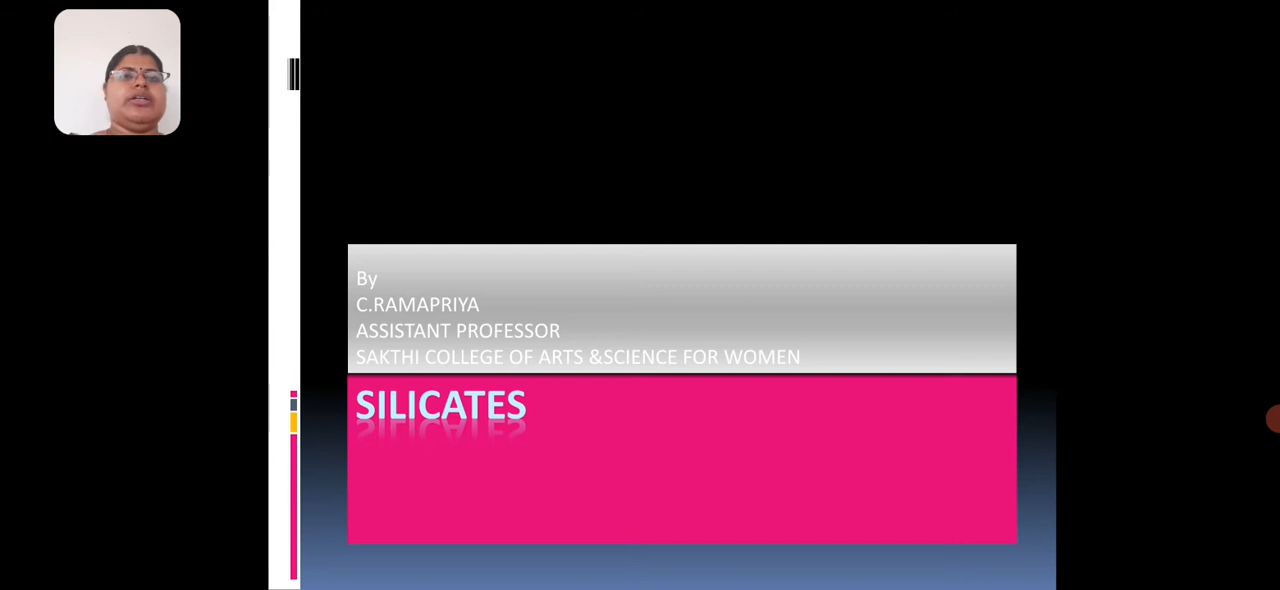 By
C.RAMAPRIYA
ASSISTANT PROFESSOR
SAKTHI COLLEGE OF ARTS &SCIENCE FOR WOMEN
SILICATES